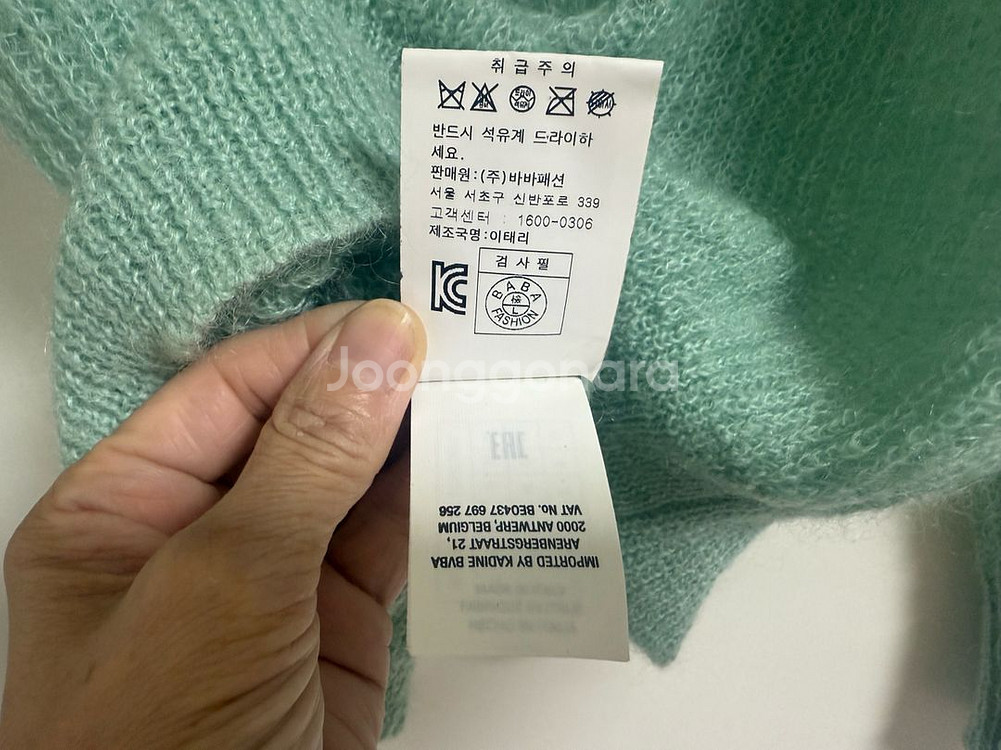 취급주의
반드시 석유계 드라이하
세요.
판매원:(주)바바패션
서울 서초구 신반포로 339
고객센터 : 1600-0306
제조국명:이태리
검사필
BABA
FASHION
Joonggonara
IMPORTED BY KADINE BVBA
ARENBERGSTRAAT 21,
2000 ANTWERP, BELGIUM
VAT No. BE0437 697 256